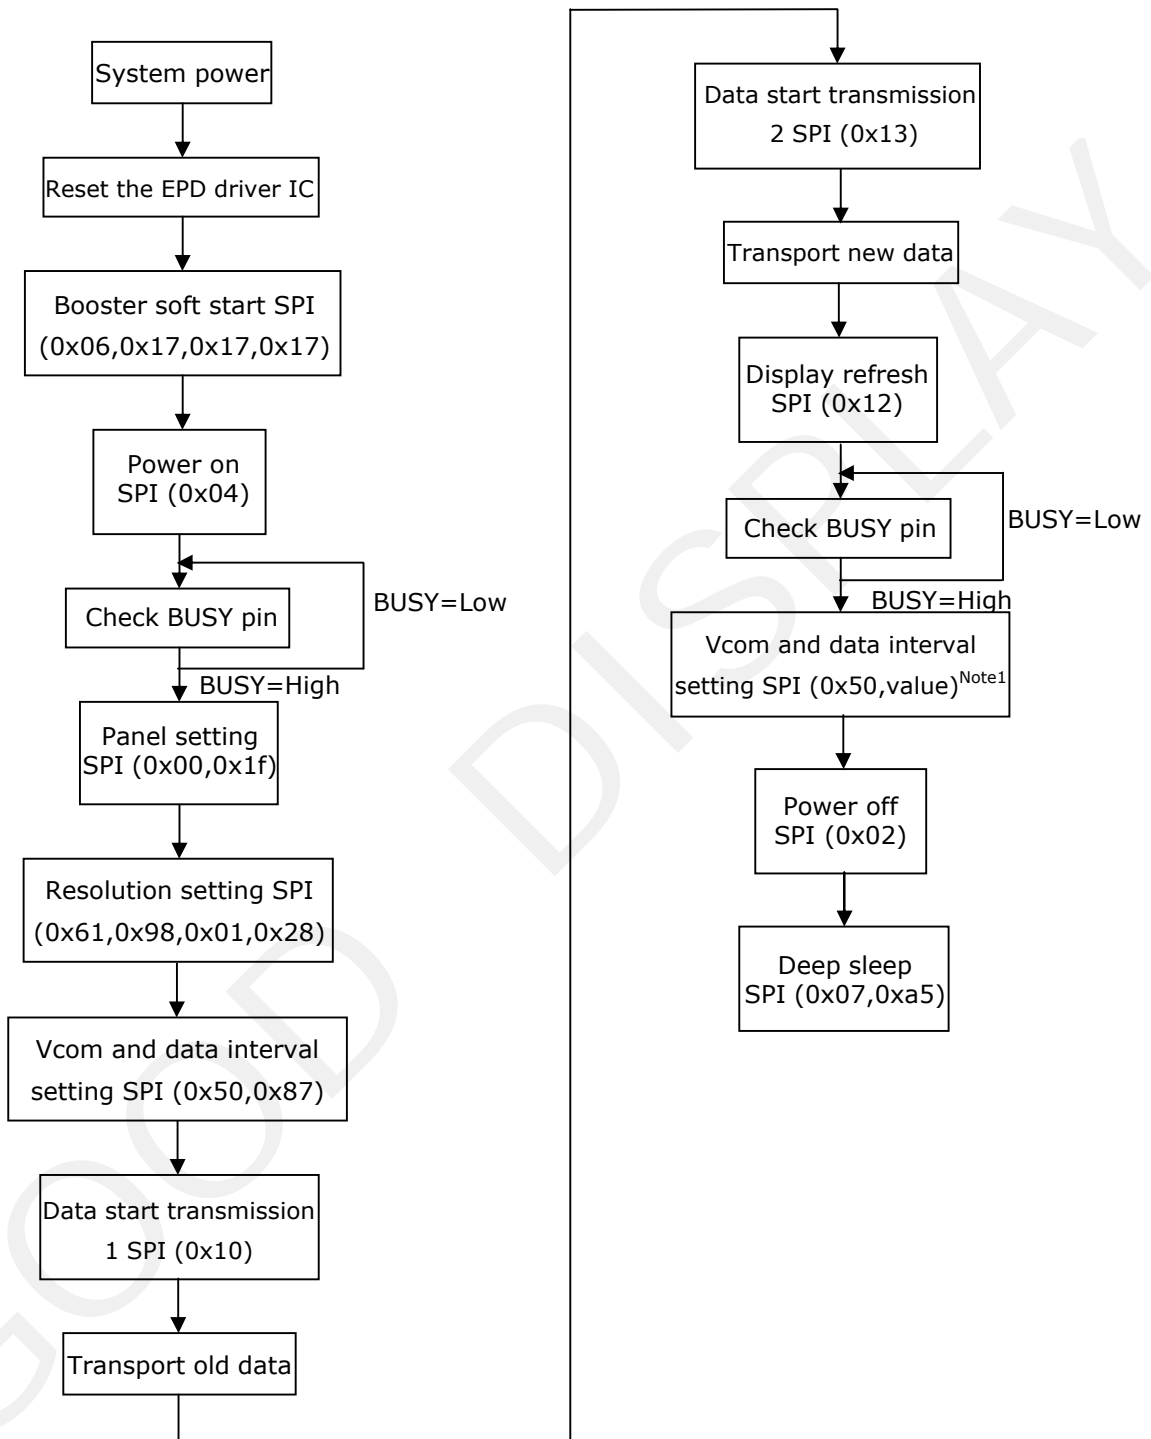 System power
Reset the EPD driver IC
Booster soft start SPI
(0x06,0x17,0x17,0x17)
Power on
SPI (0x04)
Check BUSY pin
BUSY=Low
BUSY=High
Panel setting
SPI (0x00,0x1f)
Resolution setting SPI
(0x61,0x98,0x01,0x28)
Vcom and data interval
setting SPI (0x50,0x87)
Data start transmission
1 SPI (0x10)
Transport old data
Data start transmission
2 SPI (0x13)
Transport new data
Display refresh
SPI (0x12)
Check BUSY pin
BUSY=Low
BUSY=High
Vcom and data interval
setting SPI (0x50,value)Note1
Power off
SPI (0x02)
Deep sleep
SPI (0x07,0xa5)
GOOD DISPLAY